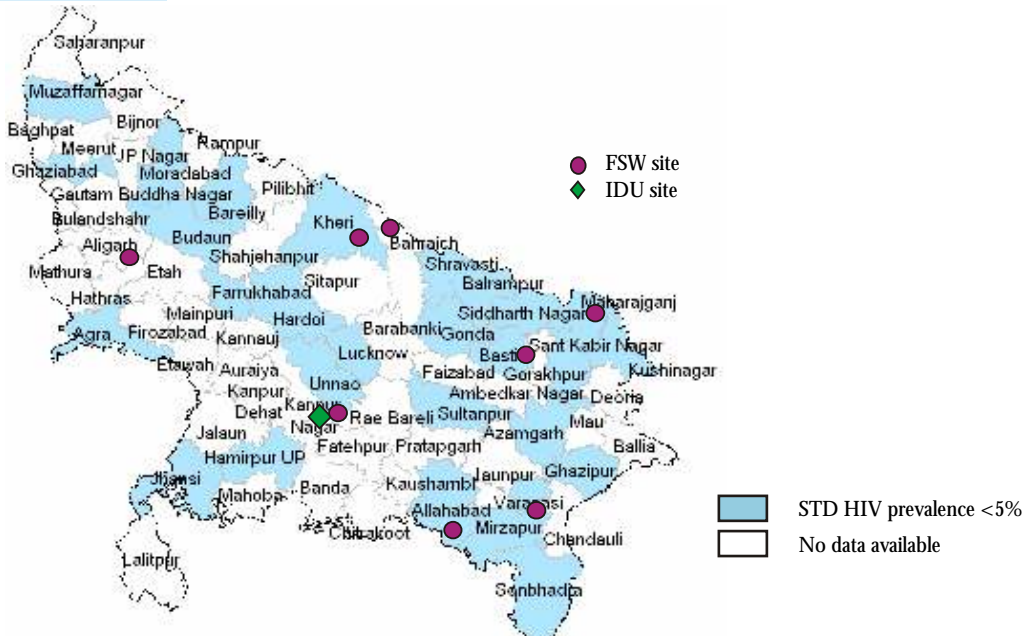 Saharanpur
Muzaffarnagar
Bijnor
Baghpat
Meerut
JP Nagar
Rampur
Ghaziabad
Moradabad
Pilibhit
Gautam Buddha Nagar
Bareilly
Bulandshahr
Kheri
Budaun
Aligarh
Bahraich
Shahjehanpur
Shravasti
Mathura
Etah
Sitapur
Balrampur
Hathras
Farrukhabad
Maharajganj
Mainpuri
Hardoi
Siddharth Nagar
Agra
Firozabad
Kannauj
Barabanki
Gonda
Lucknow
Basti
Sant Kabir Nagar
Etawah
Auraiya
Faizabad
Gorakhpur
Kushinagar
Unnao
Kanpur
Dehat
Ambedkar Nagar
Deoria
Kanpur
Nagar
Rae Bareli
Sultanpur
Mau
Jalaun
Azamgarh
Fatehpur
Pratapgarh
Ballia
Hamirpur UP
Jaunpur
Ghazipur
Jhansi
Mahoba
Banda
Kaushambi
Varanasi
Allahabad
Mirzapur
Chitrakoot
Chandauli
Lalitpur
Sonbhadra
FSW site
IDU site
STD HIV prevalence <5%
No data available